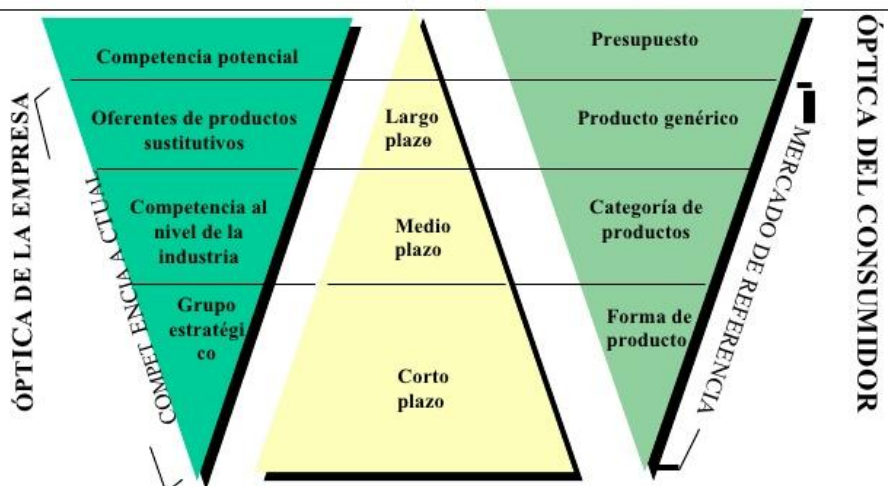 ÓPTICA DE LA EMPRESA
COMPETENCIA ACTUAL
Competencia potencial
Oferentes de productos
sustitutivos
Competencia al
nivel de la
industria
Grupo
estratégi
co
Largo
plazo
Medio
plazo
Corto
plazo
Presupuesto
Producto genérico
Categoría de
productos
Forma de
producto
MERCADO DE REFERENCIA
ÓPTICA DEL CONSUMIDOR